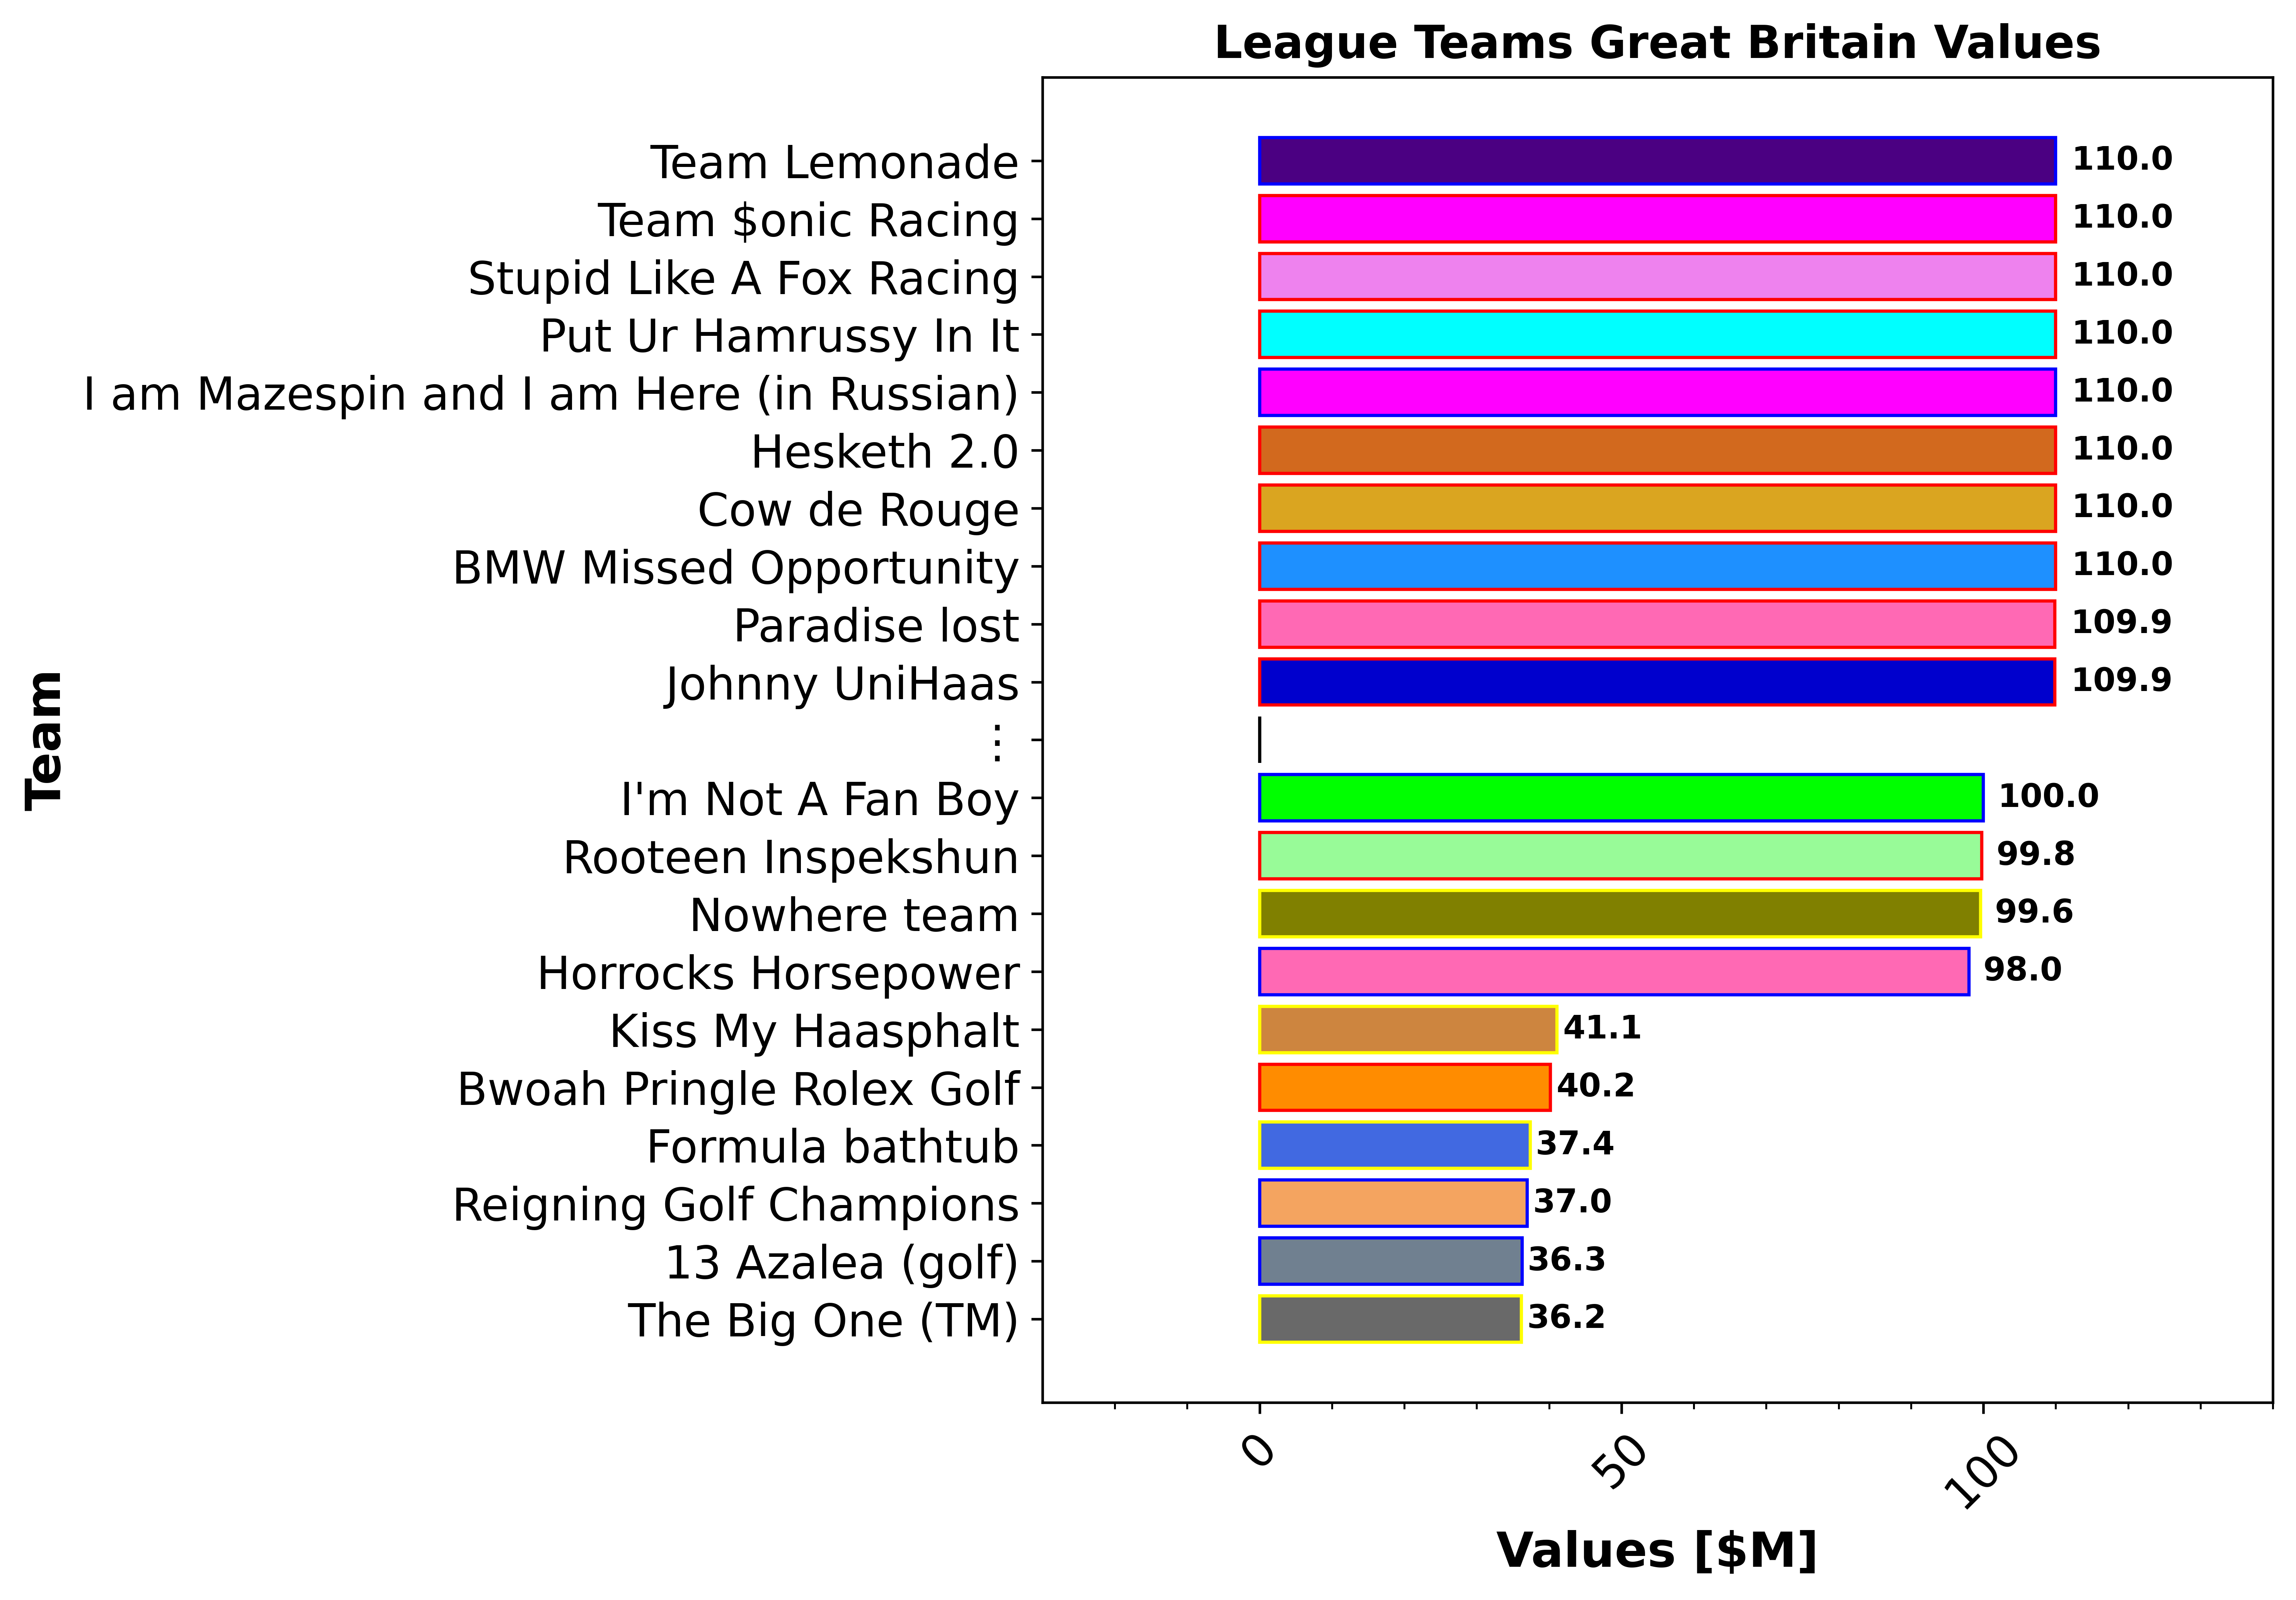 League Teams Great Britain Values
Team Lemonade 110.0
Team $onic Racing 110.0
Stupid Like A Fox Racing 110.0
Put Ur Hamrussy In It 110.0
I am Mazespin and I am Here (in Russian) 110.0
Hesketh 2.0 110.0
Cow de Rouge 110.0
BMW Missed Opportunity 110.0
Paradise lost 109.9
Johnny UniHaas 109.9
⋮
I'm Not A Fan Boy 100.0
Rooteen Inspekshun 99.8
Nowhere team 99.6
Horrocks Horsepower 98.0
Kiss My Haasphalt 41.1
Bwoah Pringle Rolex Golf 40.2
Formula bathtub 37.4
Reigning Golf Champions 37.0
13 Azalea (golf) 36.3
The Big One (TM) 36.2
Team
0 50 100
Values [$M]